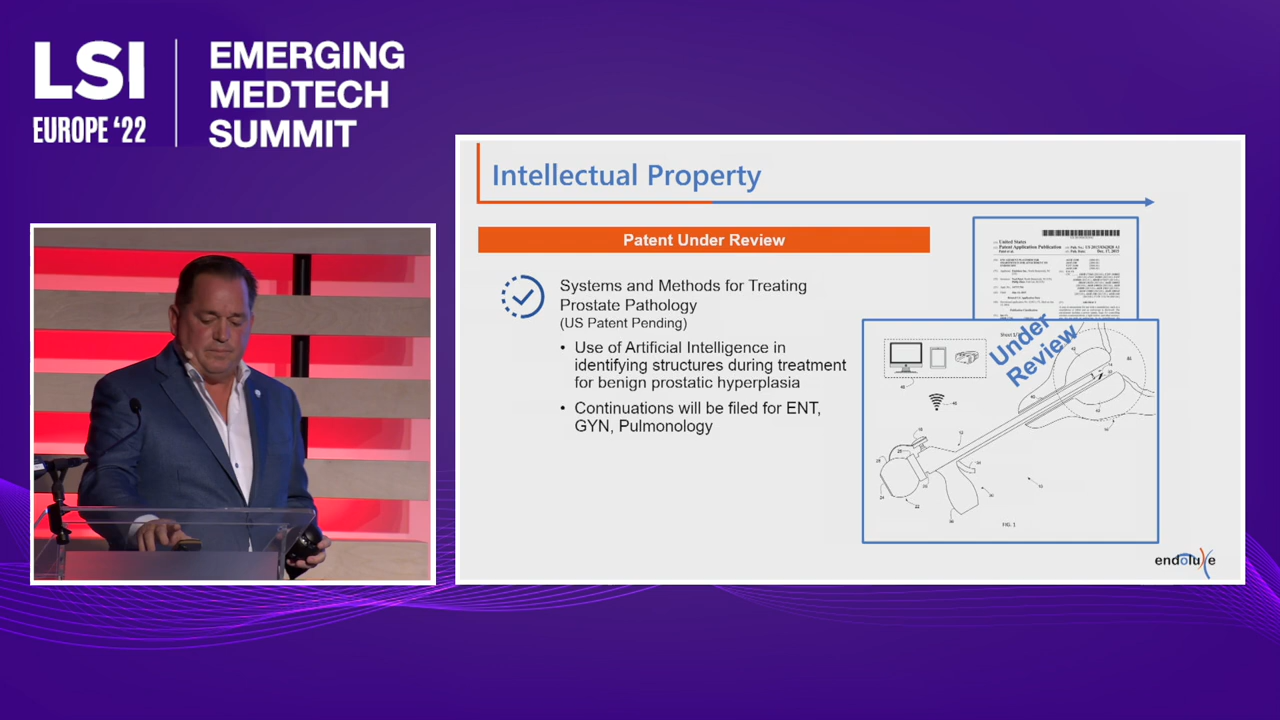 LSI
EUROPE ‘22
EMERGING
MEDTECH
SUMMIT
Intellectual Property
Patent Under Review
Systems and Methods for Treating
Prostate Pathology
(US Patent Pending)
• Use of Artificial Intelligence in
identifying structures during treatment
for benign prostatic hyperplasia
• Continuations will be filed for ENT,
GYN, Pulmonology
United States
Patent Application Publication
Under
Review
FIG. 1
endoluxe